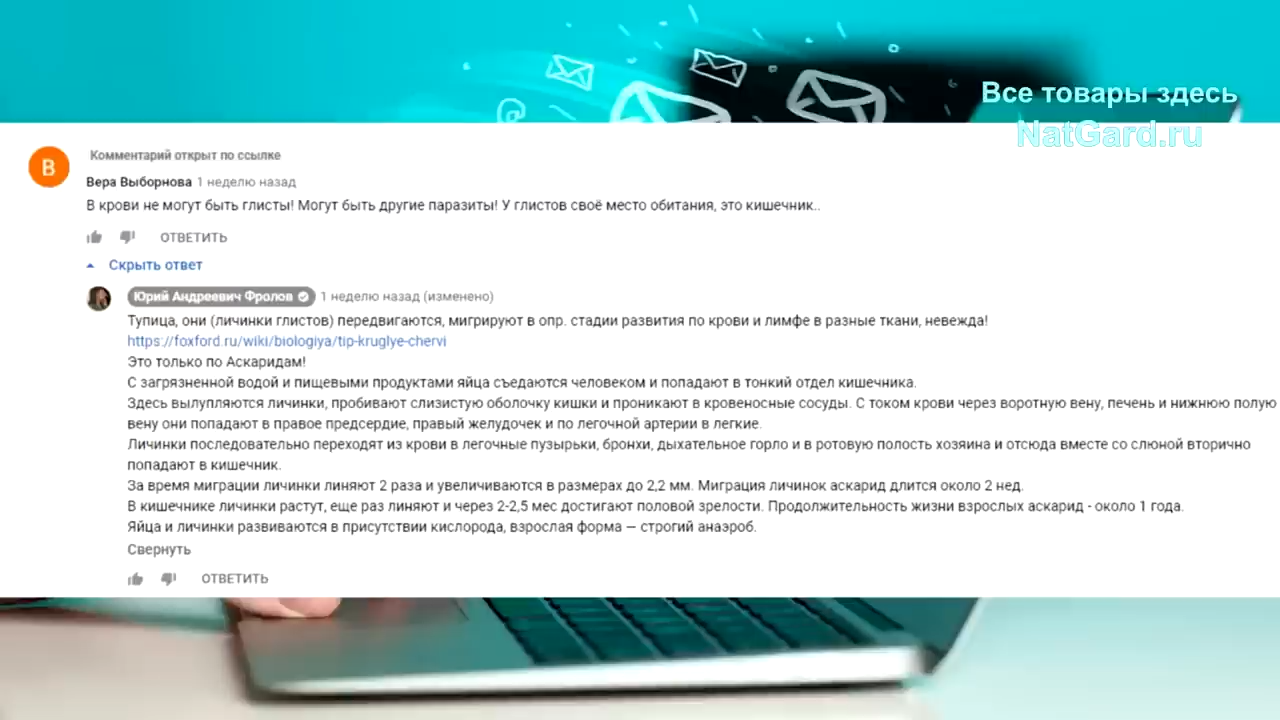 Все товары здесь
NatGard.ru
Комментарий открыт по ссылке
В
Вера Выборнова 1 неделю назад
В крови не могут быть глисты! Могут быть другие паразиты! У глистов своё место обитания, это кишечник..
ОТВЕТИТЬ
Скрыть ответ
Юрий Андреевич Фролов 1 неделю назад (изменено)
Тупица, они (личинки глистов) передвигаются, мигрируют в опр. стадии развития по крови и лимфе в разные ткани, невежда!
https://foxford.ru/wiki/biologiya/tip-kruglye-chervi
Это только по Аскаридам!
С загрязненной водой и пищевыми продуктами яйца съедаются человеком и попадают в тонкий отдел кишечника.
Здесь вылупляются личинки, пробивают слизистую оболочку кишки и проникают в кровеносные сосуды. С током крови через воротную вену, печень и нижнюю полую
вену они попадают в правое предсердие, правый желудочек и по легочной артерии в легкие.
Личинки последовательно переходят из крови в легочные пузырьки, бронхи, дыхательное горло и в ротовую полость хозяина и отсюда вместе со слюной вторично
попадают в кишечник.
За время миграции личинки линяют 2 раза и увеличиваются в размерах до 2,2 мм. Миграция личинок аскарид длится около 2 нед.
В кишечнике личинки растут, еще раз линяют и через 2-2,5 мес достигают половой зрелости. Продолжительность жизни взрослых аскарид - около 1 года.
Яйца и личинки развиваются в присутствии кислорода, взрослая форма — строгий анаэроб.
Свернуть
ОТВЕТИТЬ